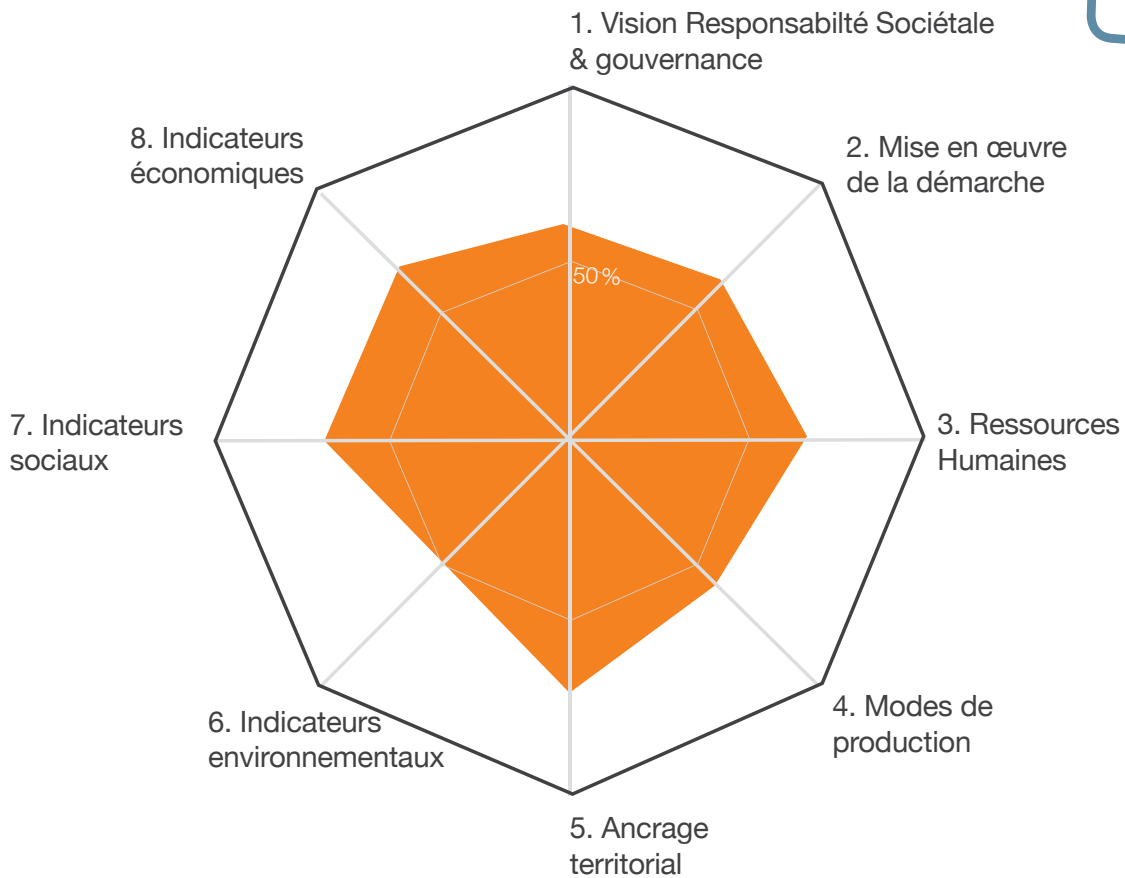 1. Vision Responsabilté Sociétale
& gouvernance
2. Mise en œuvre
de la démarche
3. Ressources
Humaines
4. Modes de
production
5. Ancrage
territorial
6. Indicateurs
environnementaux
7. Indicateurs
sociaux
8. Indicateurs
économiques
50 %